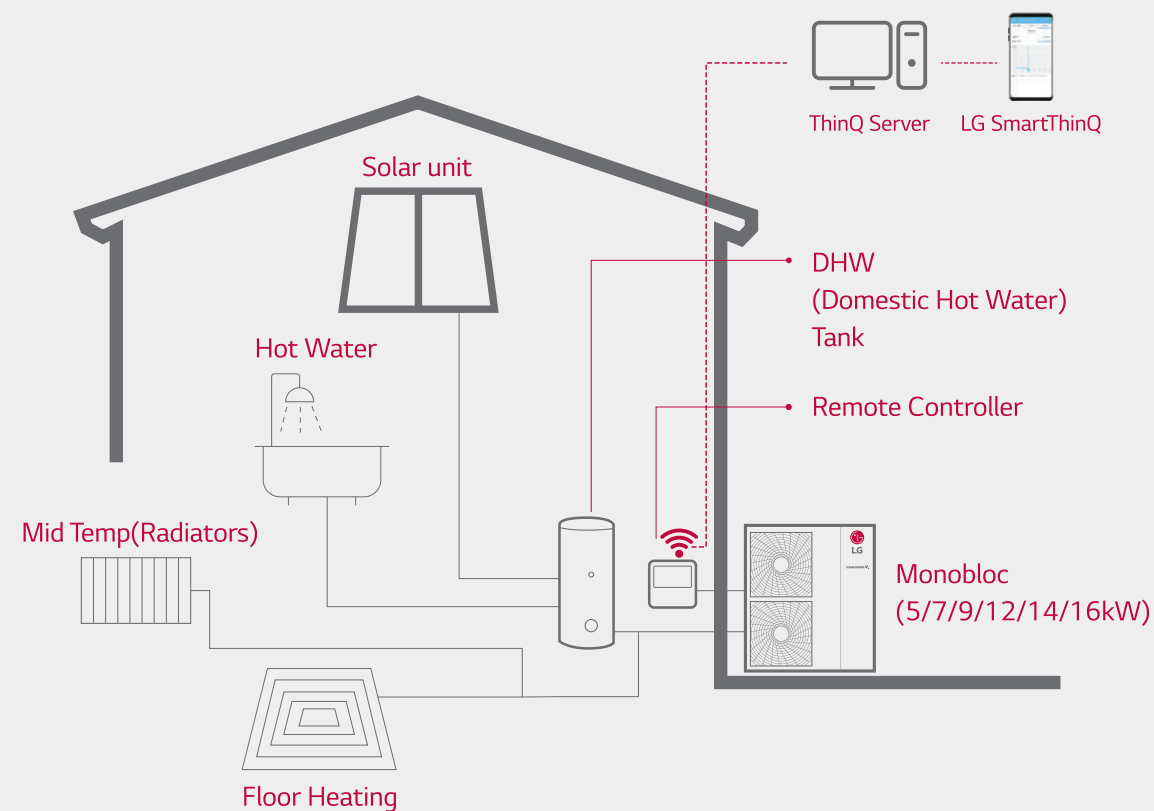 ThinQ Server
LG SmartThinQ
Solar unit
DHW
(Domestic Hot Water)
Tank
Hot Water
Remote Controller
Mid Temp(Radiators)
LG
Monobloc
(5/7/9/12/14/16kW)
Floor Heating